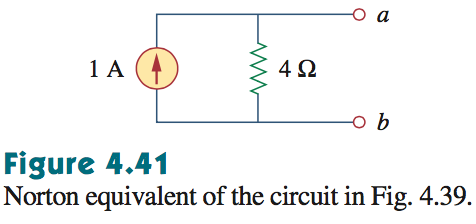 a
1 A
4 Ω
b
Figure 4.41
Norton equivalent of the circuit in Fig. 4.39.